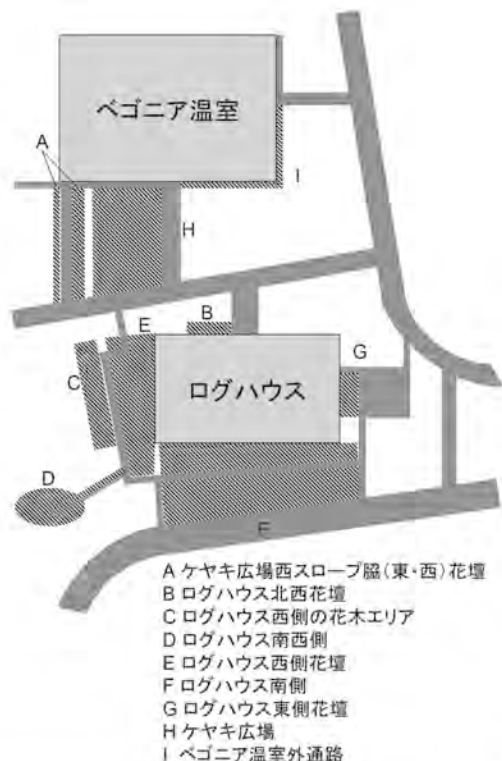 ベゴニア温室
A
I
H
B
E
G
C
ログハウス
D
F
A ケヤキ広場西スロープ脇(東・西)花壇
B ログハウス北西花壇
C ログハウス西側の花木エリア
D ログハウス南西側
E ログハウス西側花壇
F ログハウス南側
G ログハウス東側花壇
H ケヤキ広場
I ベゴニア温室外通路